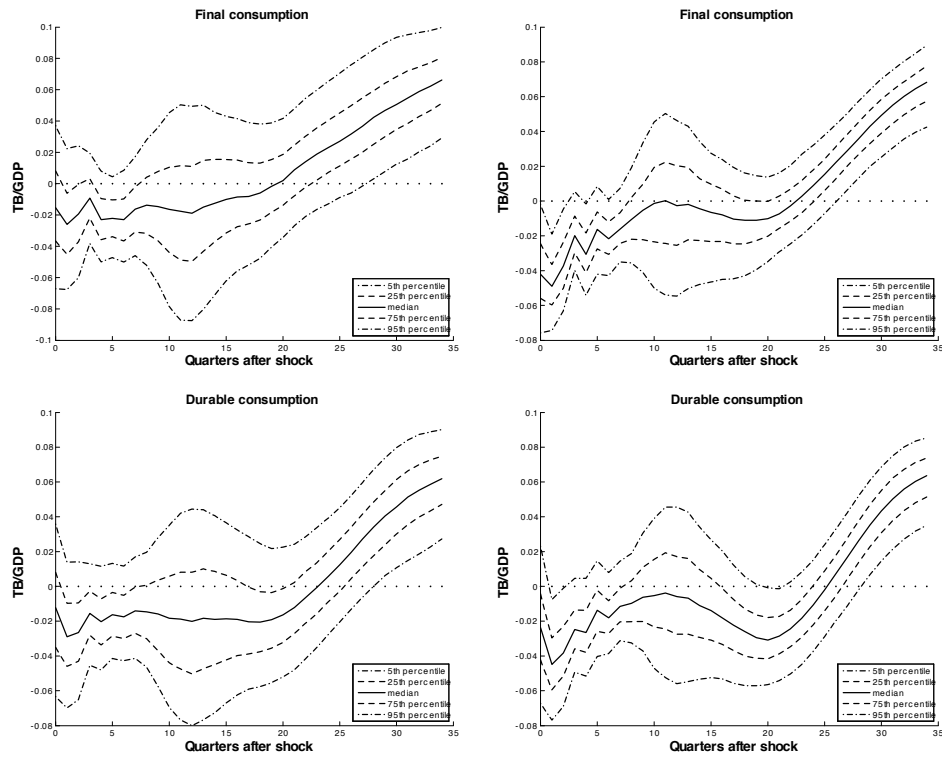 Final consumption
0.1
0.08
0.06
0.04
0.02
0
-0.02
-0.04
-0.06
-0.08
-0.1
TB/GDP
0 5 10 15 20 25 30 35
Quarters after shock
5th percentile
25th percentile
median
75th percentile
95th percentile
Final consumption
0.1
0.08
0.06
0.04
0.02
0
-0.02
-0.04
-0.06
-0.08
TB/GDP
0 5 10 15 20 25 30 35
Quarters after shock
5th percentile
25th percentile
median
75th percentile
95th percentile
Durable consumption
0.1
0.08
0.06
0.04
0.02
0
-0.02
-0.04
-0.06
-0.08
TB/GDP
0 5 10 15 20 25 30 35
Quarters after shock
5th percentile
25th percentile
median
75th percentile
95th percentile
Durable consumption
0.1
0.08
0.06
0.04
0.02
0
-0.02
-0.04
-0.06
-0.08
TB/GDP
0 5 10 15 20 25 30 35
Quarters after shock
5th percentile
25th percentile
median
75th percentile
95th percentile